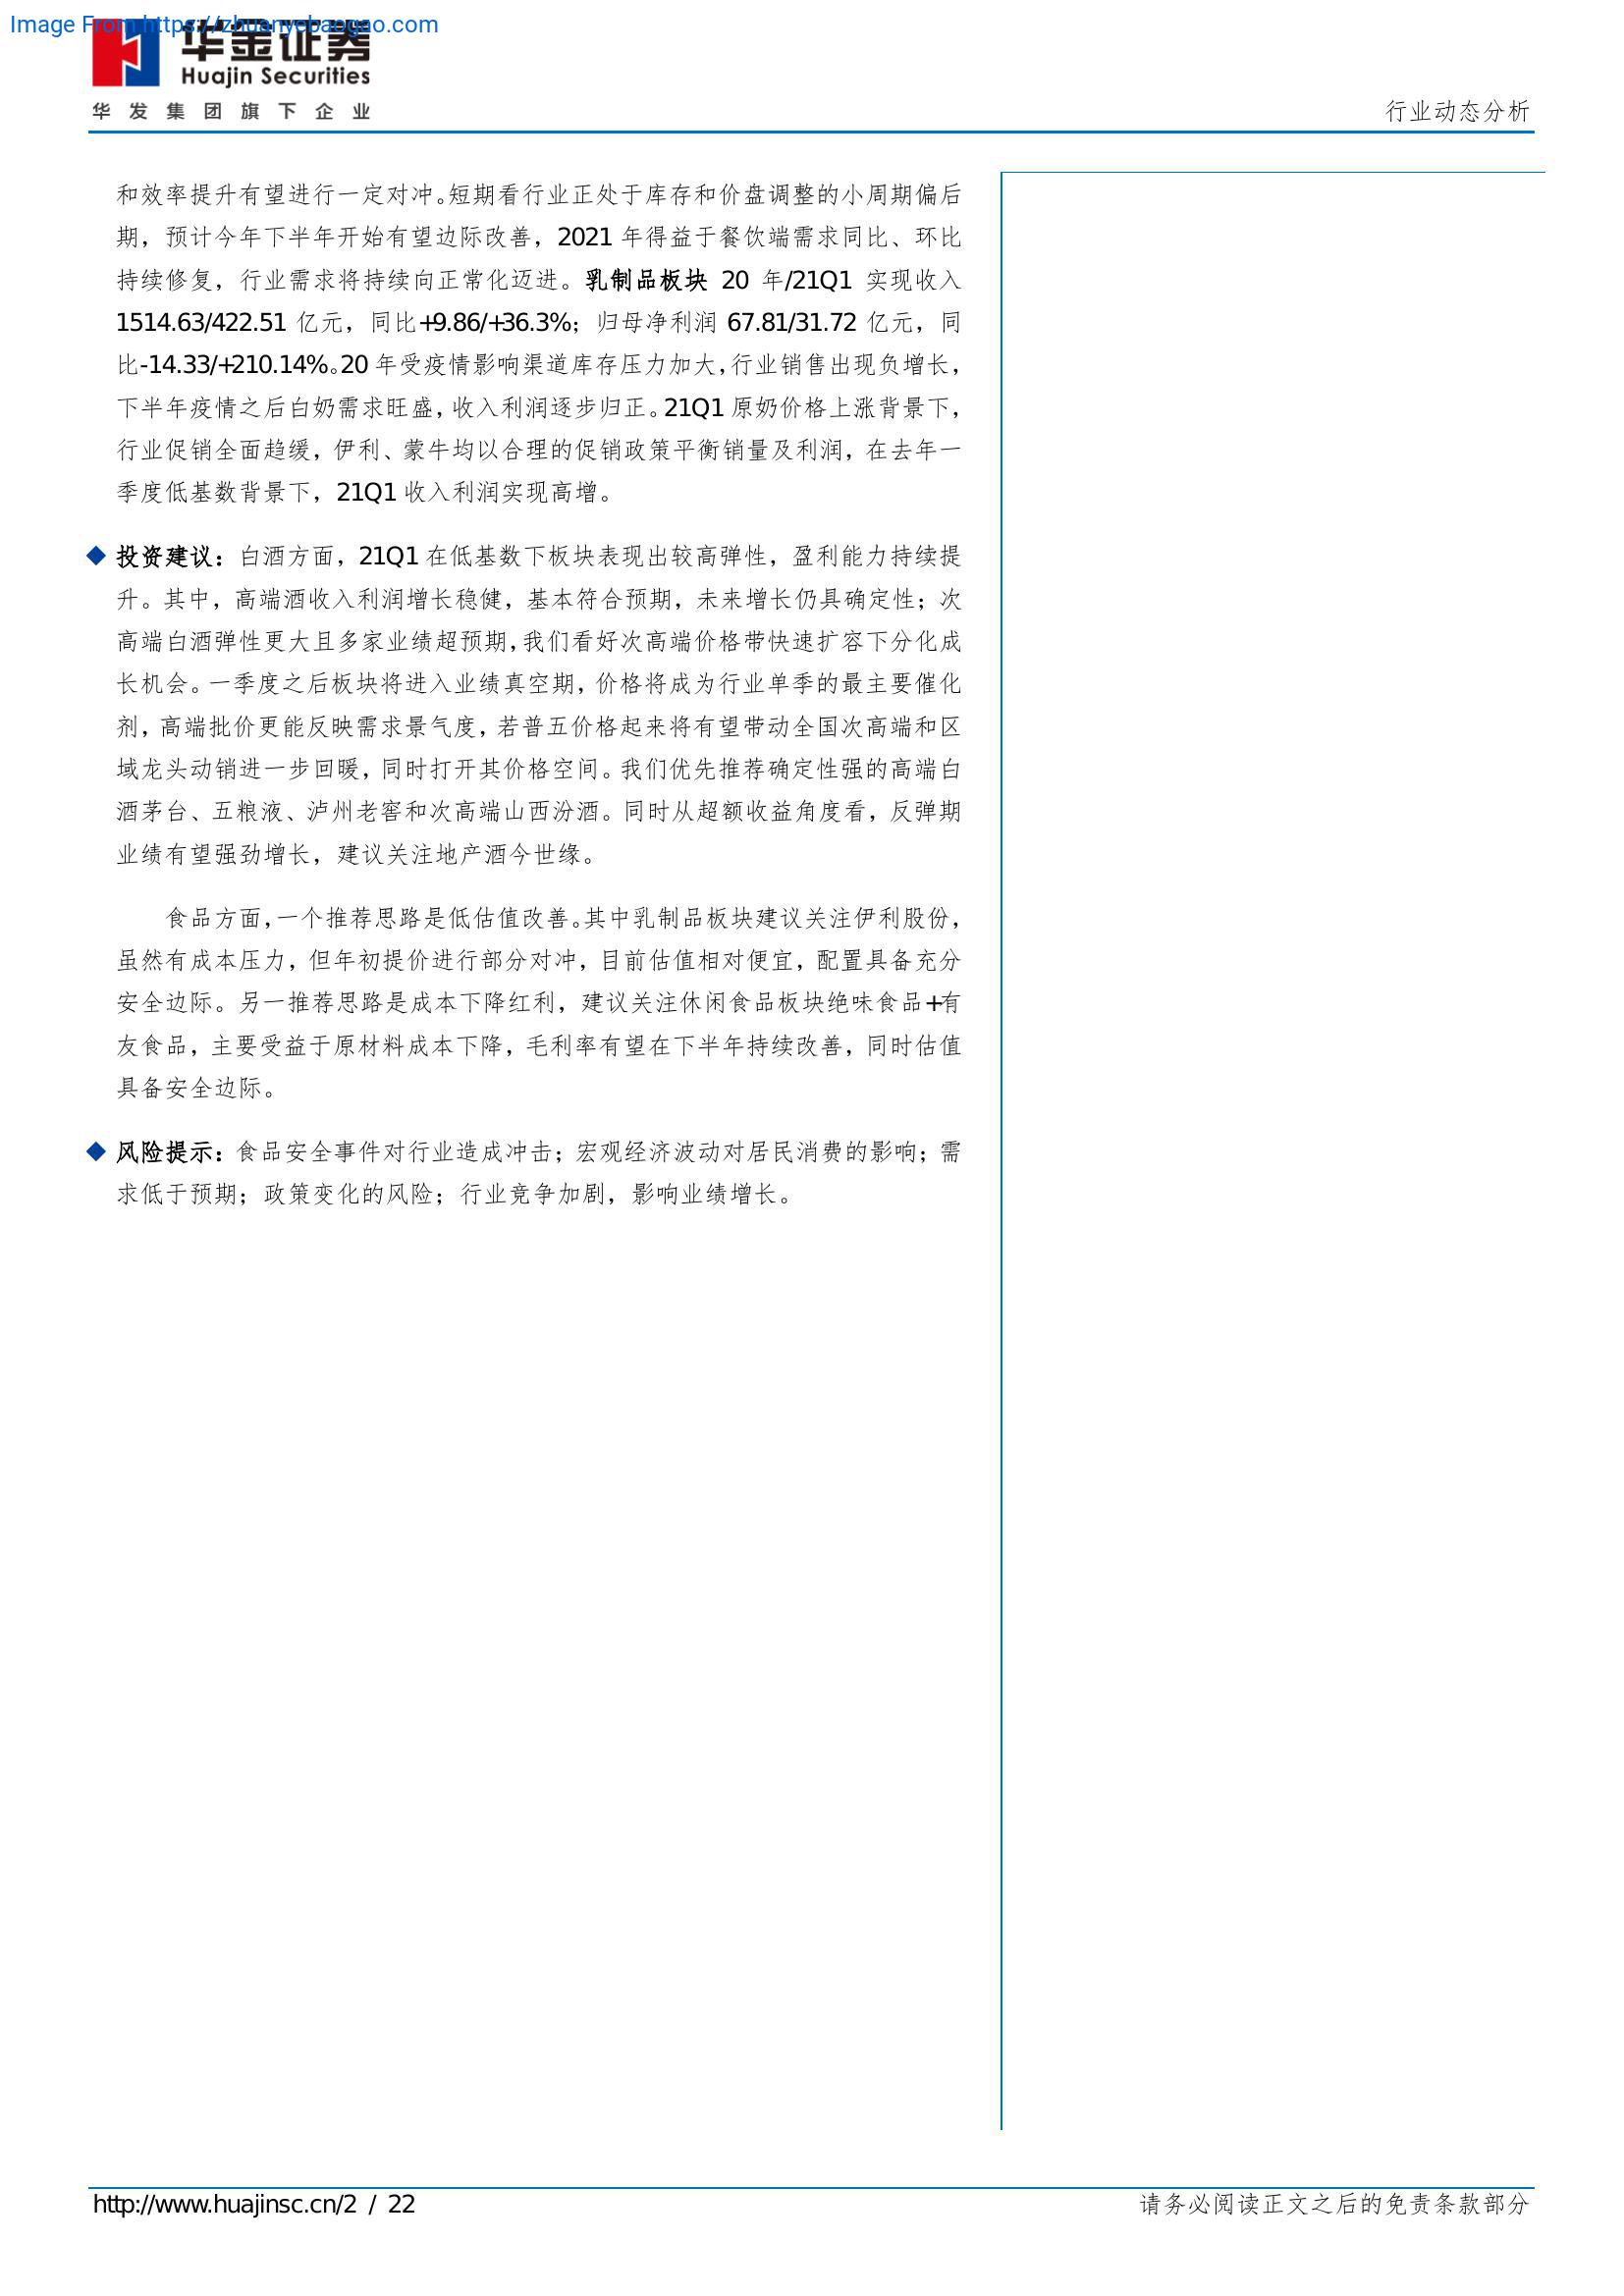 Image From https://zhuanyebaogao.com
华金证券
Huajin Securities
华发集团旗下企业
行业动态分析
和效率提升有望进行一定对冲。短期看行业正处于库存和价盘调整的小周期偏后
期，预计今年下半年开始有望边际改善，2021 年得益于餐饮端需求同比、环比
持续修复，行业需求将持续向正常化迈进。乳制品板块 20 年/21Q1 实现收入
1514.63/422.51 亿元，同比+9.86/+36.3%；归母净利润 67.81/31.72 亿元，同
比-14.33/+210.14%。20 年受疫情影响渠道库存压力加大，行业销售出现负增长，
下半年疫情之后白奶需求旺盛，收入利润逐步归正。21Q1 原奶价格上涨背景下，
行业促销全面趋缓，伊利、蒙牛均以合理的促销政策平衡销量及利润，在去年一
季度低基数背景下，21Q1 收入利润实现高增。
◆ 投资建议：白酒方面，21Q1 在低基数下板块表现出较高弹性，盈利能力持续提
升。其中，高端酒收入利润增长稳健，基本符合预期，未来增长仍具确定性；次
高端白酒弹性更大且多家业绩超预期，我们看好次高端价格带快速扩容下分化成
长机会。一季度之后板块将进入业绩真空期，价格将成为行业单季的最主要催化
剂，高端批价更能反映需求景气度，若普五价格起来将有望带动全国次高端和区
域龙头动销进一步回暖，同时打开其价格空间。我们优先推荐确定性强的高端白
酒茅台、五粮液、泸州老窖和次高端山西汾酒。同时从超额收益角度看，反弹期
业绩有望强劲增长，建议关注地产酒今世缘。
食品方面，一个推荐思路是低估值改善。其中乳制品板块建议关注伊利股份，
虽然有成本压力，但年初提价进行部分对冲，目前估值相对便宜，配置具备充分
安全边际。另一推荐思路是成本下降红利，建议关注休闲食品板块绝味食品+有
友食品，主要受益于原材料成本下降，毛利率有望在下半年持续改善，同时估值
具备安全边际。
◆ 风险提示：食品安全事件对行业造成冲击；宏观经济波动对居民消费的影响；需
求低于预期；政策变化的风险；行业竞争加剧，影响业绩增长。
http://www.huajinsc.cn/2 / 22
请务必阅读正文之后的免责条款部分